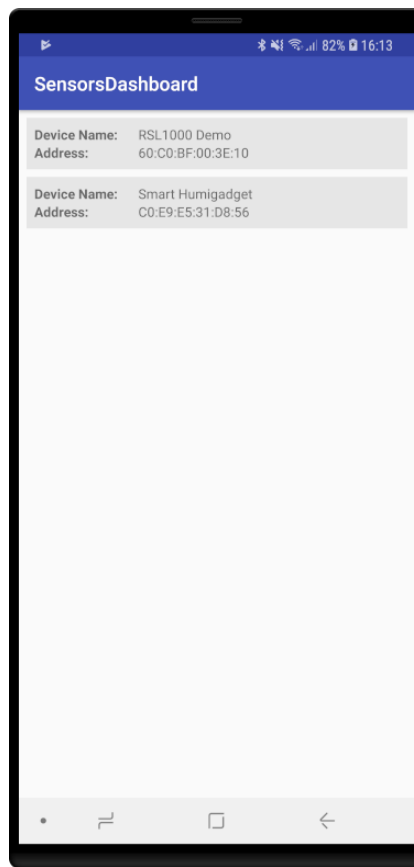 82% 16:13
SensorsDashboard
Device Name: RSL1000 Demo
Address: 60:C0:BF:00:3E:10
Device Name: Smart Humigadget
Address: C0:E9:E5:31:D8:56